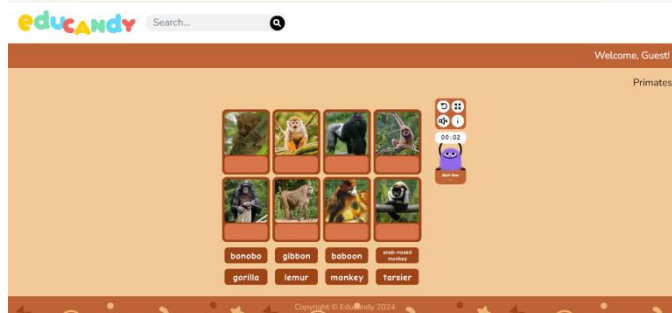 eduCandy
Search...
Welcome, Guest!
Primates
00:02
bonobo
gibbon
baboon
snub-nosed
monkey
gorilla
lemur
monkey
tarsier
Copyright © Educandy 2024